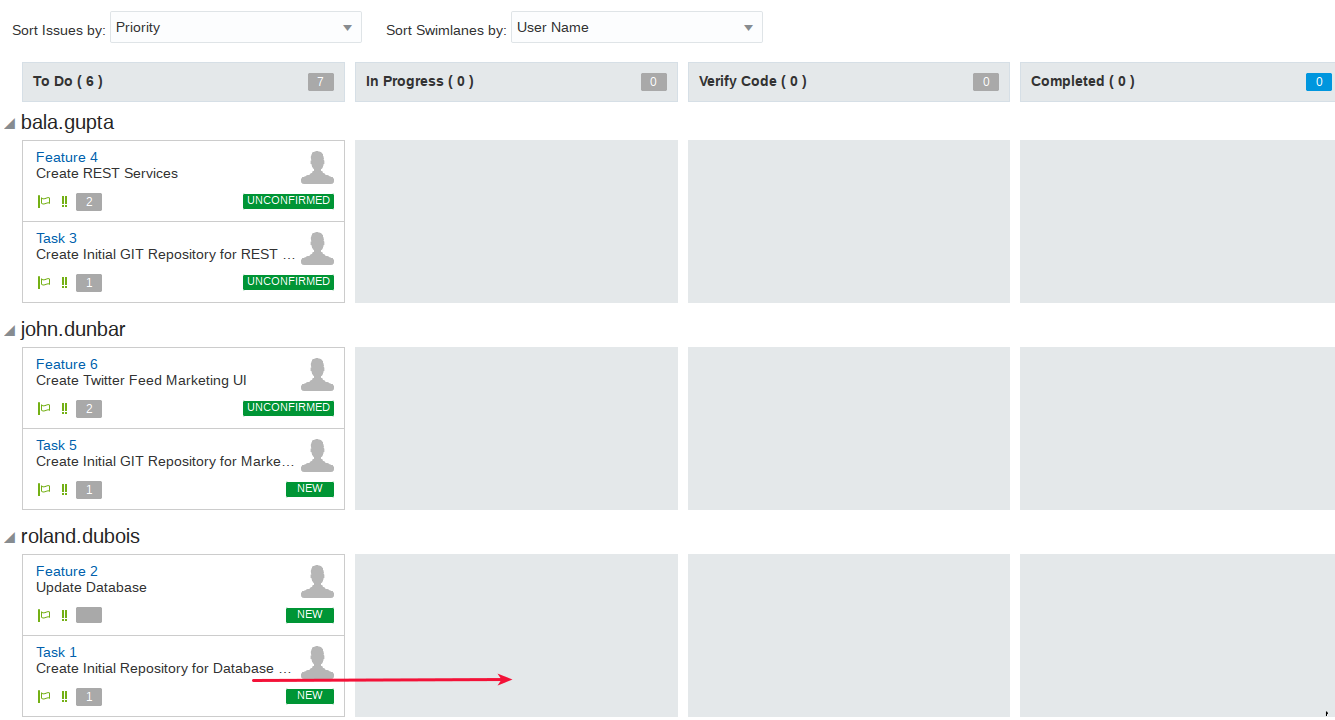 Sort Issues by: Priority Sort Swimlanes by: User Name
To Do ( 6 ) 7 In Progress ( 0 ) 0 Verify Code ( 0 ) 0 Completed ( 0 ) 0
bala.gupta
Feature 4
Create REST Services
2 UNCONFIRMED
Task 3
Create Initial GIT Repository for REST ...
1 UNCONFIRMED
john.dunbar
Feature 6
Create Twitter Feed Marketing UI
2 UNCONFIRMED
Task 5
Create Initial GIT Repository for Marke...
1 NEW
roland.dubois
Feature 2
Update Database
NEW
Task 1
Create Initial Repository for Database ...
1 NEW